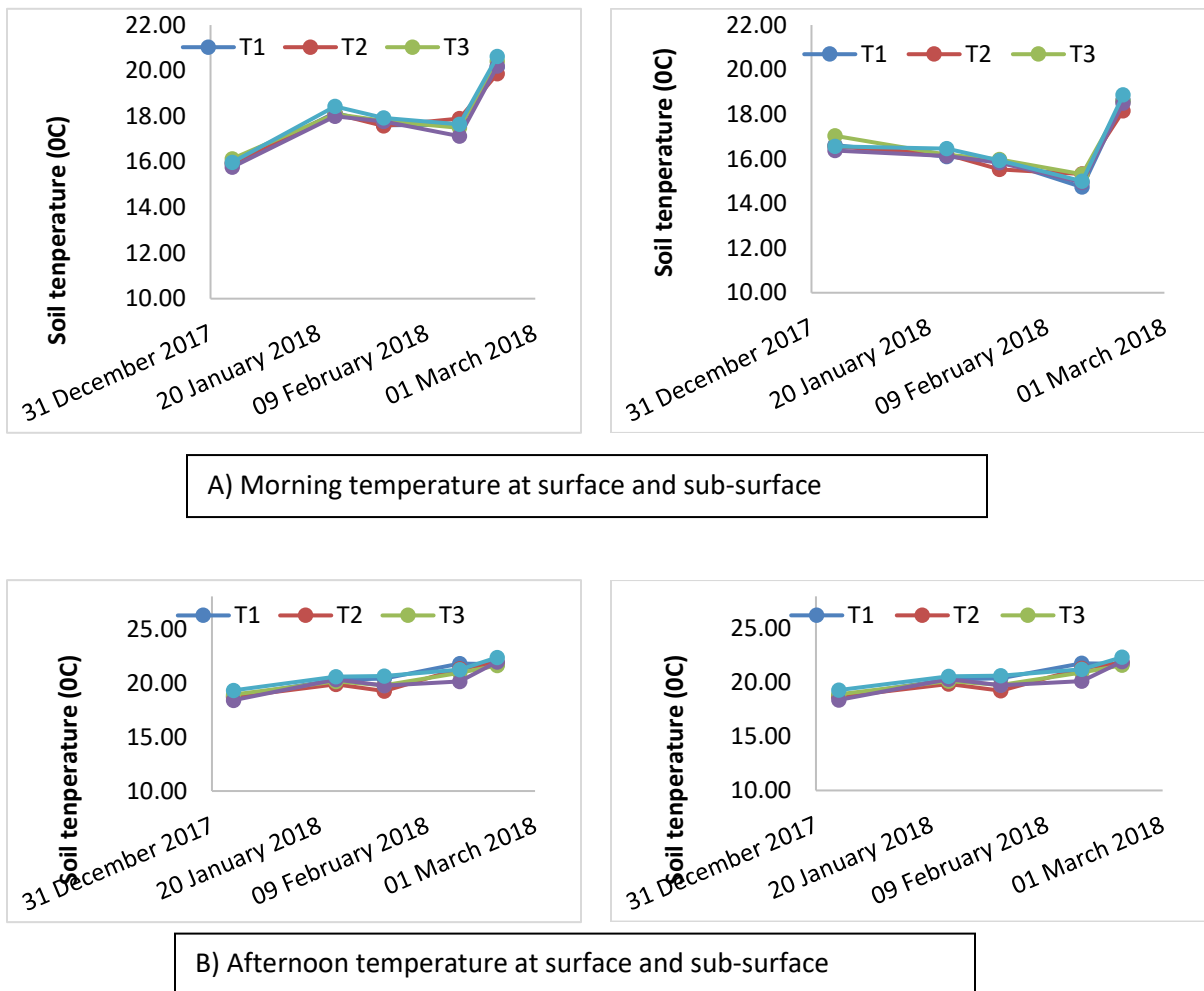 22.00
20.00
18.00
16.00
14.00
12.00
10.00
T1 T2 T3
Soil tenperature (0C)
31 December 2017
20 January 2018
09 February 2018
01 March 2018
22.00
20.00
18.00
16.00
14.00
12.00
10.00
T1 T2 T3
Soil tenperature (0C)
31 December 2017
20 January 2018
09 February 2018
01 March 2018
A) Morning temperature at surface and sub-surface
25.00
20.00
15.00
10.00
T1 T2 T3
Soil tenperature (0C)
31 December 2017
20 January 2018
09 February 2018
01 March 2018
25.00
20.00
15.00
10.00
T1 T2 T3
Soil tenperature (0C)
31 December 2017
20 January 2018
09 February 2018
01 March 2018
B) Afternoon temperature at surface and sub-surface